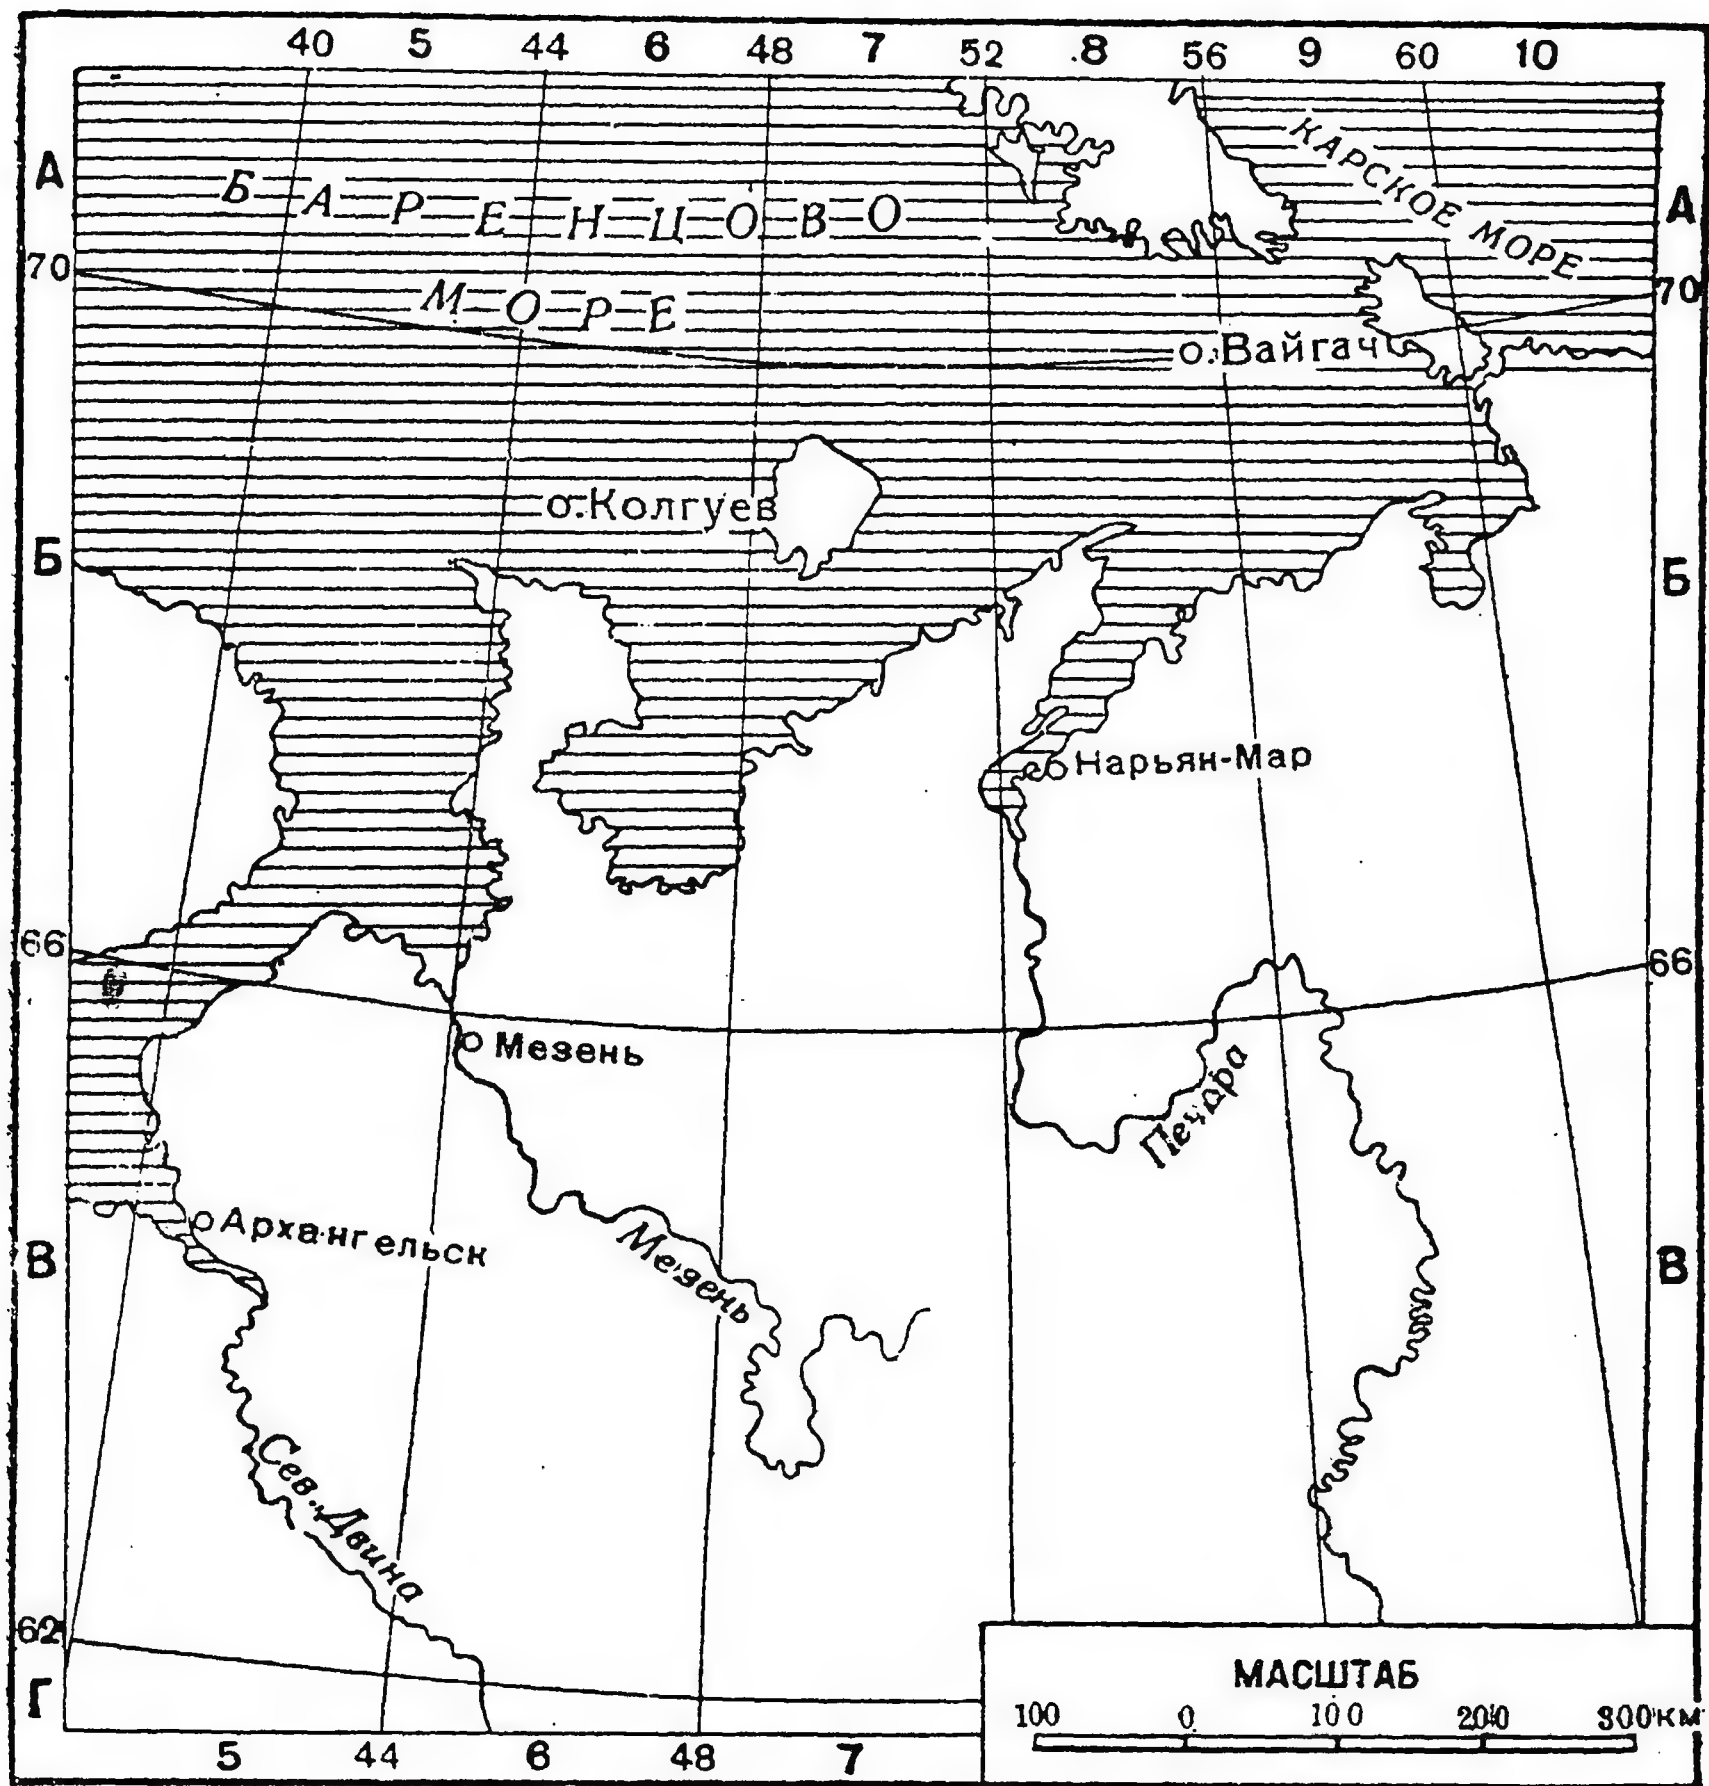 40 5 44 6 48 7 52 8 56 9 60 10
А А
БАРЕНЦОВО
КАРСКОЕ МОРЕ
70 70
МОРЕ
о.Вайгач
о.Колгуев
Б Б
Нарьян-Мар
66 66
Мезень
Печора
Архангельск
Мезень
В В
Сев. Двина
62
Г
МАСШТАБ
100 0 100 200 300 км
5 44 6 48 7